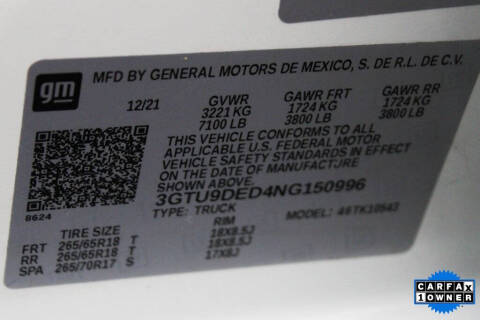 gm
MFD BY GENERAL MOTORS DE MEXICO, S. DE R.L. DE C.V.
12/21 GVWR GAWR FRT GAWR RR
3221 KG 1724 KG 1724 KG
7100 LB 3800 LB 3800 LB
THIS VEHICLE CONFORMS TO ALL
APPLICABLE U.S. FEDERAL MOTOR
VEHICLE SAFETY STANDARDS IN EFFECT
ON THE DATE OF MANUFACTURE
3GTU9DED4NG150996
8624
TYPE: TRUCK MODEL:
TIRE SIZE RIM
FRT 265/65R18 T 18X8.5J
RR 265/65R18 T 18X8.5J
SPA 265/70R17 S 17X8J
CARFAX
1 OWNER